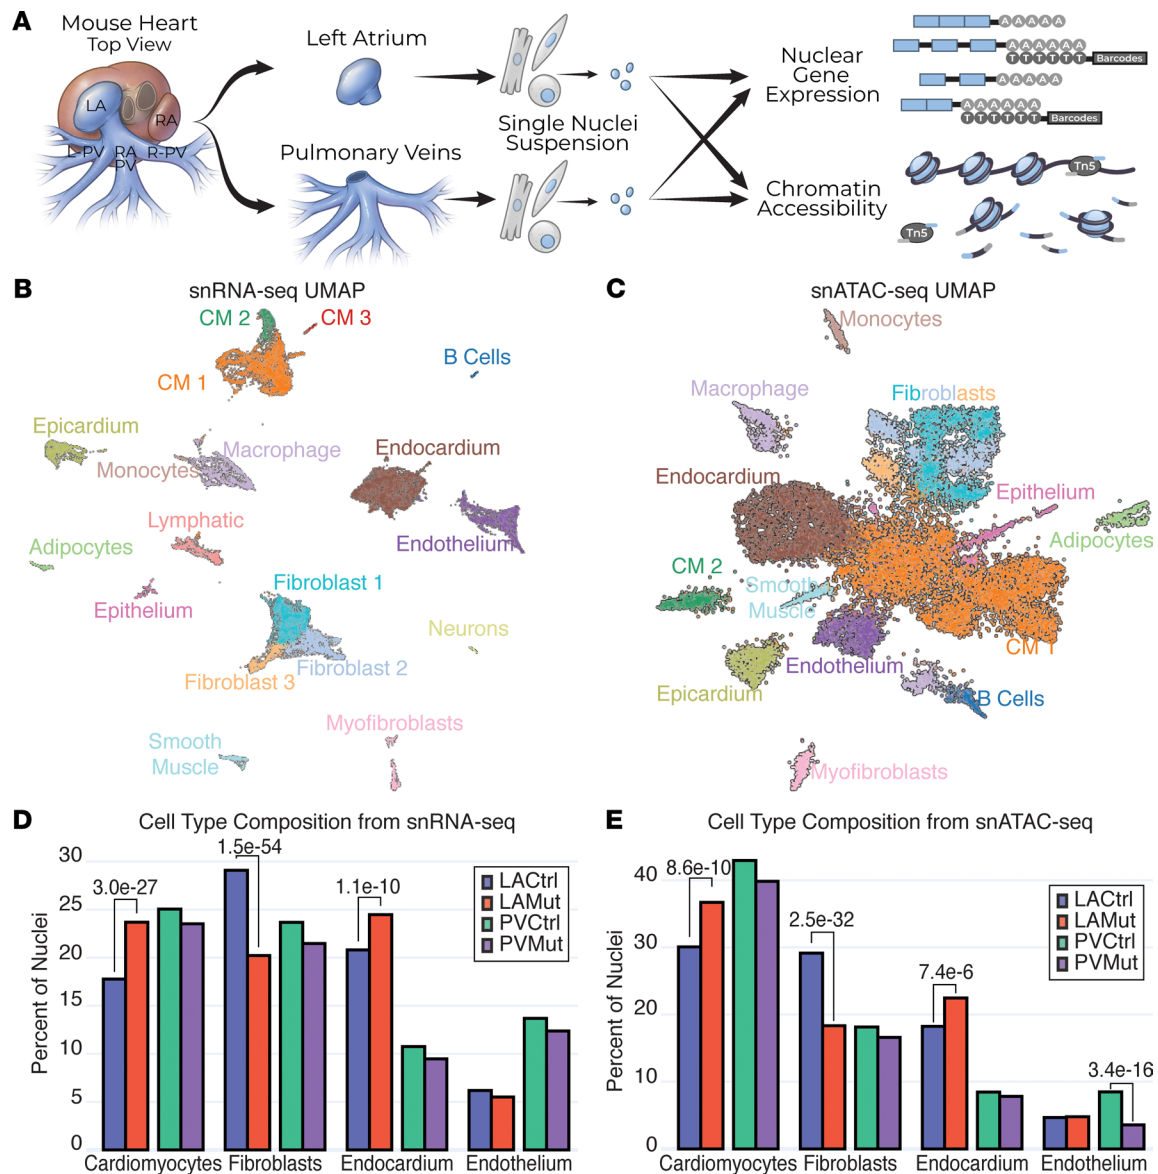 A
Mouse Heart
Top View
LA
RA
L-PV
RA
PV
R-PV
Left Atrium
Pulmonary Veins
Single Nuclei
Suspension
Nuclear
Gene
Expression
Chromatin
Accessibility
A A A A A
A A A A A A
T T T T T T
Barcodes
A A A A A
A A A A A A
T T T T T T
Barcodes
Tn5
Tn5
B
snRNA-seq UMAP
CM 2
CM 3
CM 1
B Cells
Epicardium
Macrophage
Monocytes
Endocardium
Lymphatic
Endothelium
Adipocytes
Epithelium
Fibroblast 1
Neurons
Fibroblast 2
Fibroblast 3
Myofibroblasts
Smooth
Muscle
C
snATAC-seq UMAP
Monocytes
Macrophage
Fibroblasts
Endocardium
Epithelium
Adipocytes
CM 2
Smooth
Muscle
CM 1
Endothelium
Epicardium
B Cells
Myofibroblasts
D
Cell Type Composition from snRNA-seq
Percent of Nuclei
30
25
20
15
10
5
0
3.0e-27
1.5e-54
1.1e-10
LACtrl
LAMut
PVCtrl
PVMut
Cardiomyocytes
Fibroblasts
Endocardium
Endothelium
E
Cell Type Composition from snATAC-seq
Percent of Nuclei
40
30
20
10
0
8.6e-10
2.5e-32
7.4e-6
3.4e-16
LACtrl
LAMut
PVCtrl
PVMut
Cardiomyocytes
Fibroblasts
Endocardium
Endothelium